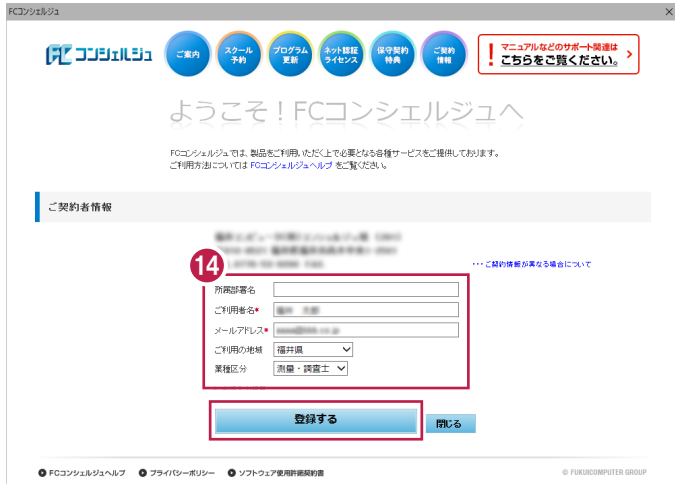 FCコンシェルジュ
FCコンシェルジュ
ご案内
スクール
予約
プログラム
更新
ネット認証
ライセンス
保守契約
特典
ご契約
情報
! マニュアルなどのサポート関連は
こちらをご覧ください。
ようこそ!FCコンシェルジュへ
FCコンシェルジュでは、製品をご利用いただく上で必要となる各種サービスをご提供しております。
ご利用方法については FCコンシェルジュヘルプ をご覧ください。
ご契約者情報
・・・ご契約情報が異なる場合について
14
所属部署名
ご利用者名*
メールアドレス*
ご利用の地域 福井県
業種区分 測量・調査士
登録する
閉じる
FCコンシェルジュヘルプ プライバシーポリシー ソフトウェア使用許諾契約書
© FUKUICOMPUTER GROUP